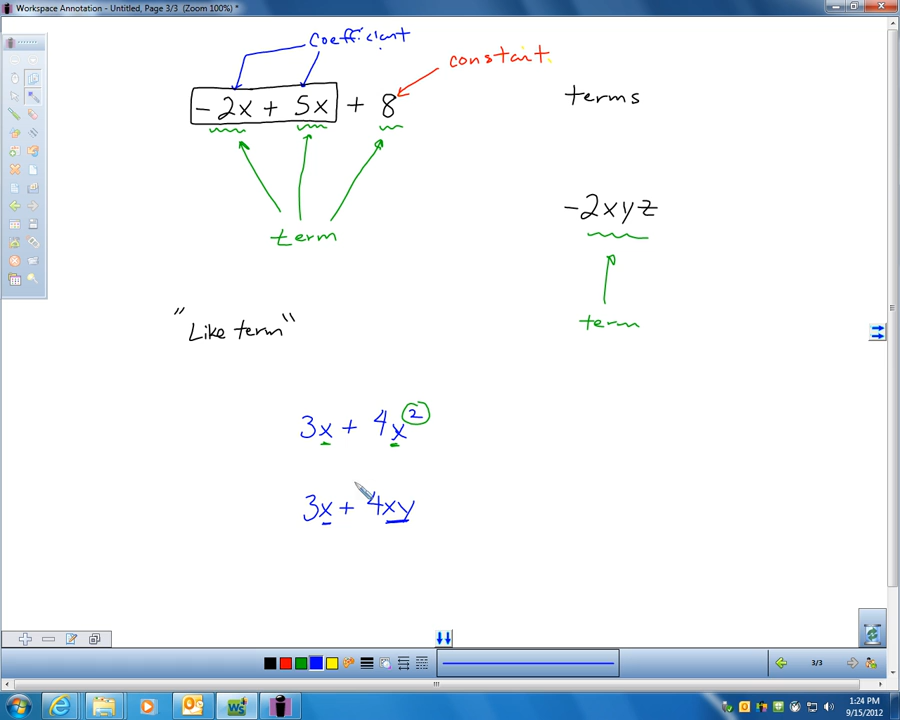 Workspace Annotation - Untitled, Page 3/3 (Zoom 100%) *
coefficiant
constant.
-2x + 5x + 8
terms
term
-2xyz
term
"Like term"
3x + 4x²
3x + 4xy
3/3
1:24 PM
9/15/2012